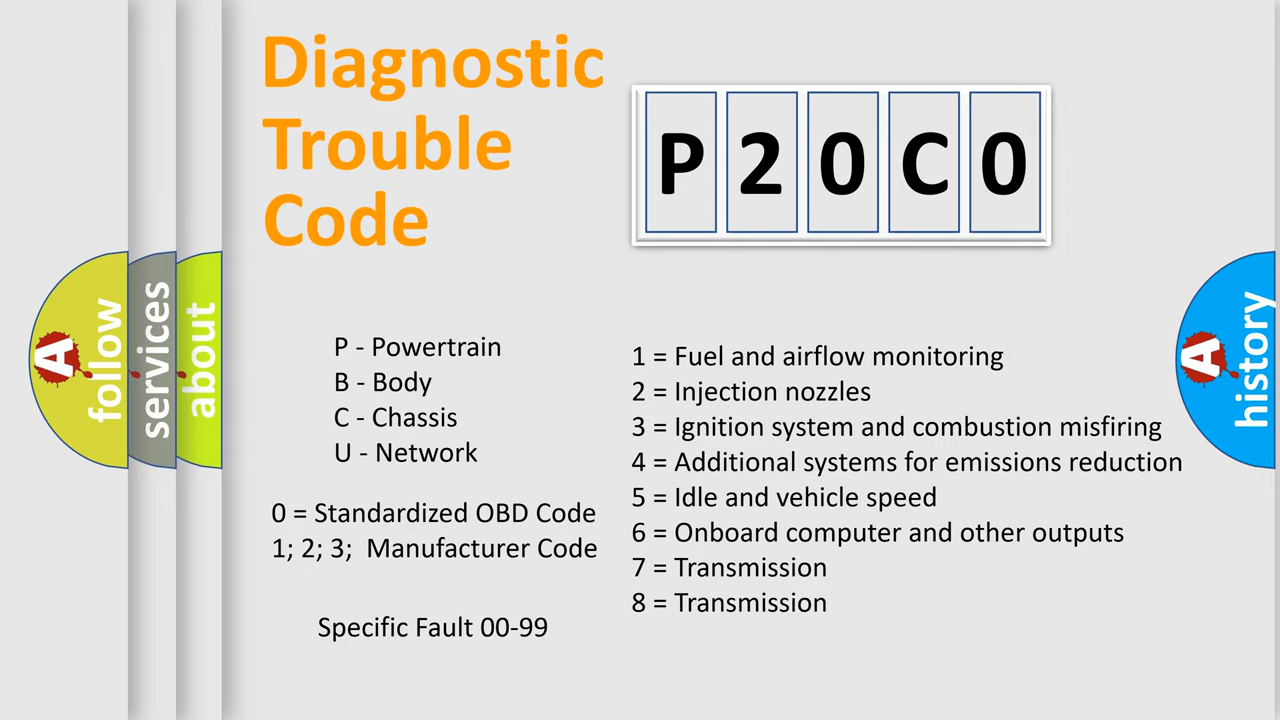 Diagnostic
Trouble
Code
P20C0
P - Powertrain
B - Body
C - Chassis
U - Network
0 = Standardized OBD Code
1; 2; 3;  Manufacturer Code
Specific Fault 00-99
1 = Fuel and airflow monitoring
2 = Injection nozzles
3 = Ignition system and combustion misfiring
4 = Additional systems for emissions reduction
5 = Idle and vehicle speed
6 = Onboard computer and other outputs
7 = Transmission
8 = Transmission
A
follow
services
about
A
history